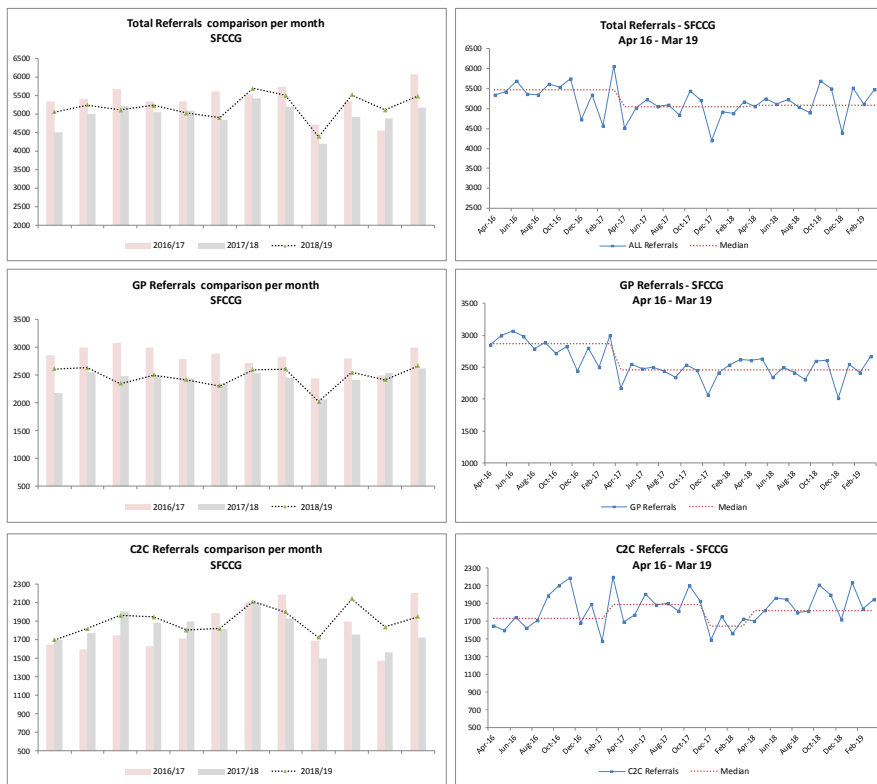 Total Referrals comparison per month
SFCCG
6500
6000
5500
5000
4500
4000
3500
3000
2500
2000
2016/17 2017/18 2018/19
Total Referrals - SFCCG
Apr 16 - Mar 19
6500
5500
4500
3500
2500
Apr-16 Jun-16 Aug-16 Oct-16 Dec-16 Feb-17 Apr-17 Jun-17 Aug-17 Oct-17 Dec-17 Feb-18 Apr-18 Jun-18 Aug-18 Oct-18 Dec-18 Feb-19
ALL Referrals Median
GP Referrals comparison per month
SFCCG
3500
3000
2500
2000
1500
1000
500
2016/17 2017/18 2018/19
GP Referrals - SFCCG
Apr 16 - Mar 19
3500
3000
2500
2000
1500
1000
Apr-16 Jun-16 Aug-16 Oct-16 Dec-16 Feb-17 Apr-17 Jun-17 Aug-17 Oct-17 Dec-17 Feb-18 Apr-18 Jun-18 Aug-18 Oct-18 Dec-18 Feb-19
GP Referrals Median
C2C Referrals comparison per month
SFCCG
2300
2100
1900
1700
1500
1300
1100
900
700
500
2016/17 2017/18 2018/19
C2C Referrals - SFCCG
Apr 16 - Mar 19
2300
2100
1900
1700
1500
1300
1100
900
700
500
Apr-16 Jun-16 Aug-16 Oct-16 Dec-16 Feb-17 Apr-17 Jun-17 Aug-17 Oct-17 Dec-17 Feb-18 Apr-18 Jun-18 Aug-18 Oct-18 Dec-18 Feb-19
C2C Referrals Median